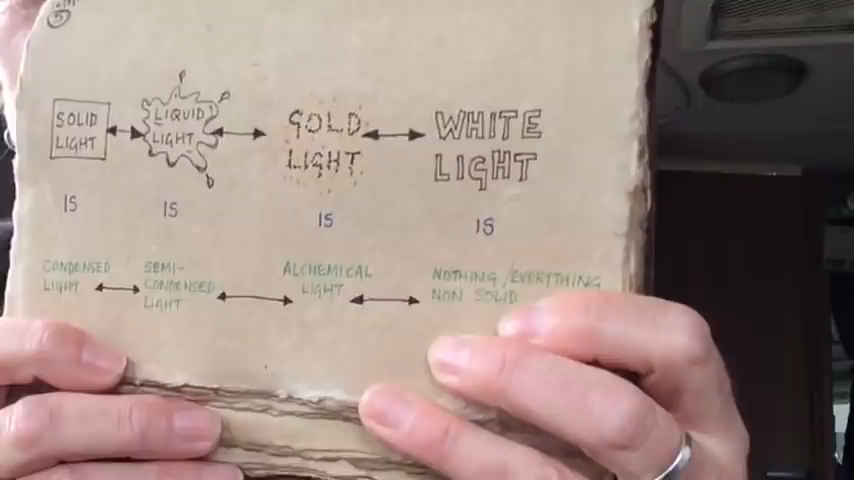 5
SOLID LIGHT
LIQUID LIGHT
GOLD LIGHT
WHITE LIGHT
IS IS IS IS
CONDENSED LIGHT
SEMI-CONDENSED LIGHT
ALCHEMICAL LIGHT
NOTHING/EVERYTHING
NON SOLID